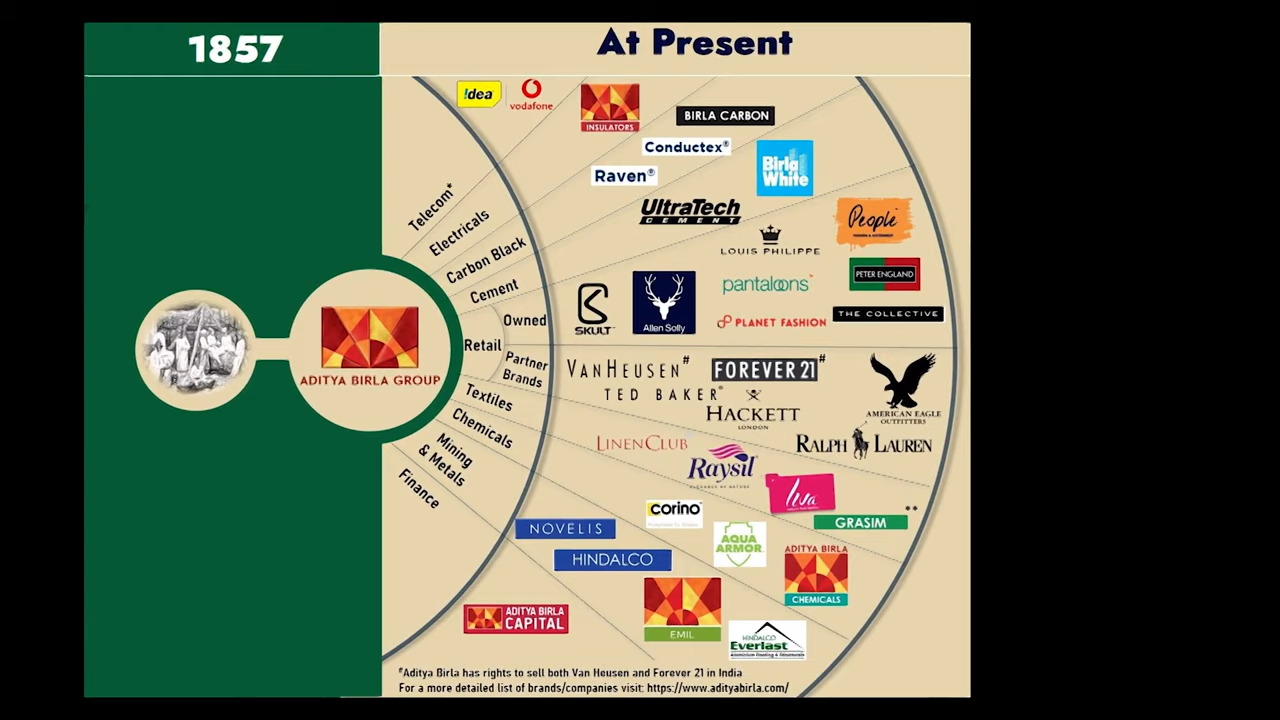 1857
At Present
!dea
vodafone
INSULATORS
BIRLA CARBON
Conductex®
Raven®
Birla
White
UltraTech
CEMENT
People
LOUIS PHILIPPE
PETER ENGLAND
pantaloons
SKULT
Allen Solly
PLANET FASHION
THE COLLECTIVE
Telecom*
Electricals
Carbon Black
Cement
Owned
Retail
Partner
Brands
Textiles
Chemicals
Mining
& Metals
Finance
ADITYA BIRLA GROUP
VAN HEUSEN#
FOREVER 21#
TED BAKER
HACKETT
LONDON
AMERICAN EAGLE
OUTFITTERS
LINEN CLUB
RALPH LAUREN
Raysil
Liva
**
GRASIM
corino
NOVELIS
AQUA
ARMOR
HINDALCO
ADITYA BIRLA
CHEMICALS
ADITYA BIRLA
CAPITAL
EMIL
HINDALCO
Everlast
#Aditya Birla has rights to sell both Van Heusen and Forever 21 in India
For a more detailed list of brands/companies visit: https://www.adityabirla.com/